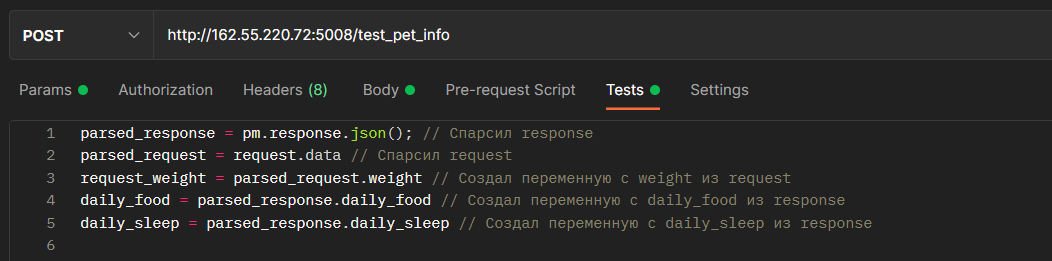 POST http://162.55.220.72:5008/test_pet_info
Params Authorization Headers (8) Body Pre-request Script Tests Settings
1 parsed_response = pm.response.json(); // Спарсил response
2 parsed_request = request.data // Спарсил request
3 request_weight = parsed_request.weight // Создал переменную с weight из request
4 daily_food = parsed_response.daily_food // Создал переменную с daily_food из response
5 daily_sleep = parsed_response.daily_sleep // Создал переменную с daily_sleep из response
6